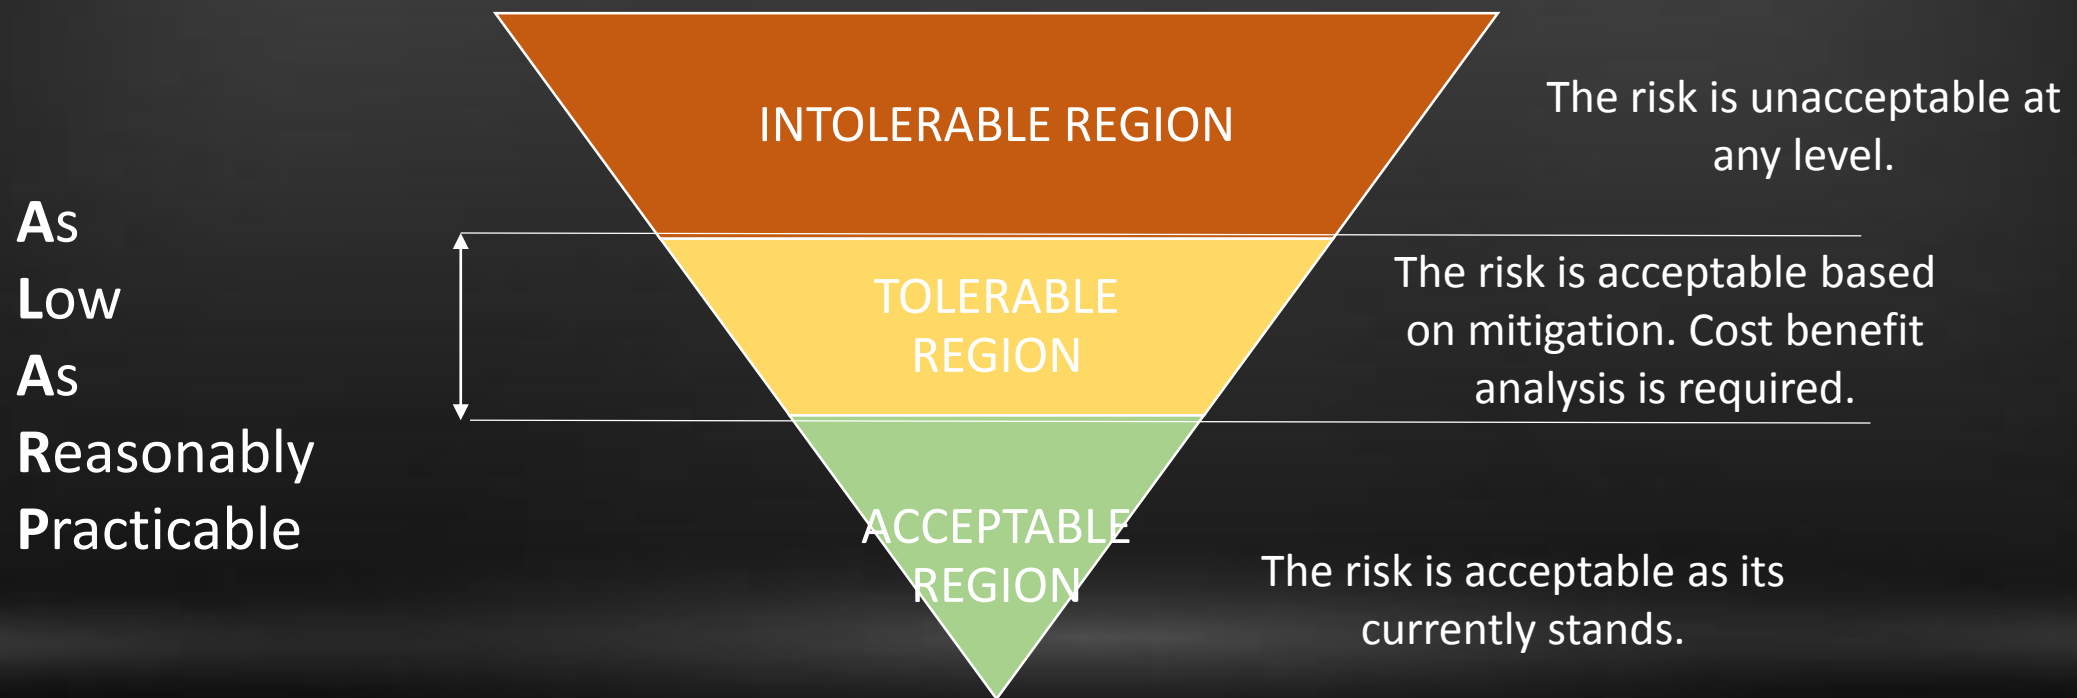 As
Low
As
Reasonably
Practicable
INTOLERABLE REGION
The risk is unacceptable at
any level.
TOLERABLE
REGION
The risk is acceptable based
on mitigation. Cost benefit
analysis is required.
ACCEPTABLE
REGION
The risk is acceptable as its
currently stands.